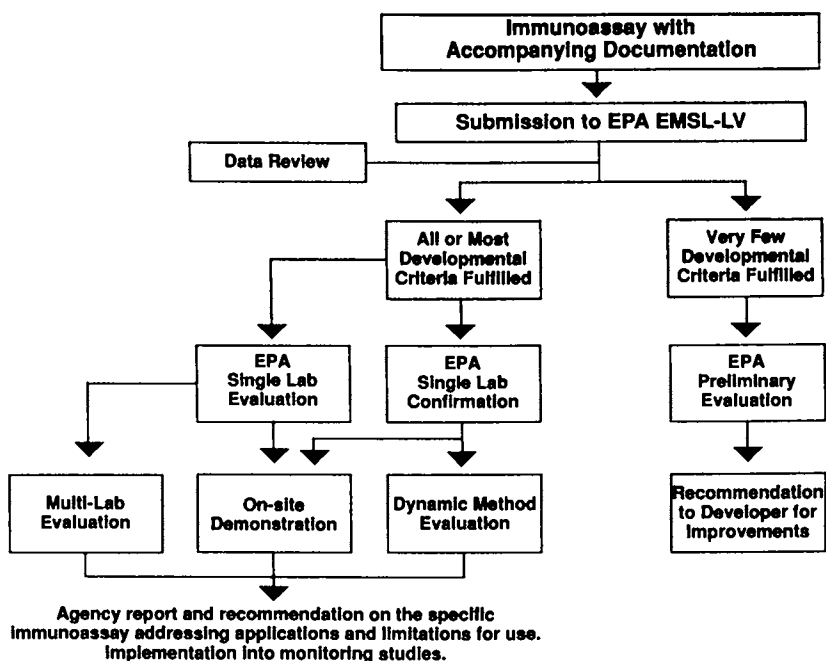 Immunoassay with
Accompanying Documentation
Submission to EPA EMSL-LV
Data Review
All or Most
Developmental
Criteria Fulfilled
Very Few
Developmental
Criteria Fulfilled
EPA
Single Lab
Evaluation
EPA
Single Lab
Confirmation
EPA
Preliminary
Evaluation
Multi-Lab
Evaluation
On-site
Demonstration
Dynamic Method
Evaluation
Recommendation
to Developer for
Improvements
Agency report and recommendation on the specific
immunoassay addressing applications and limitations for use.
Implementation into monitoring studies.